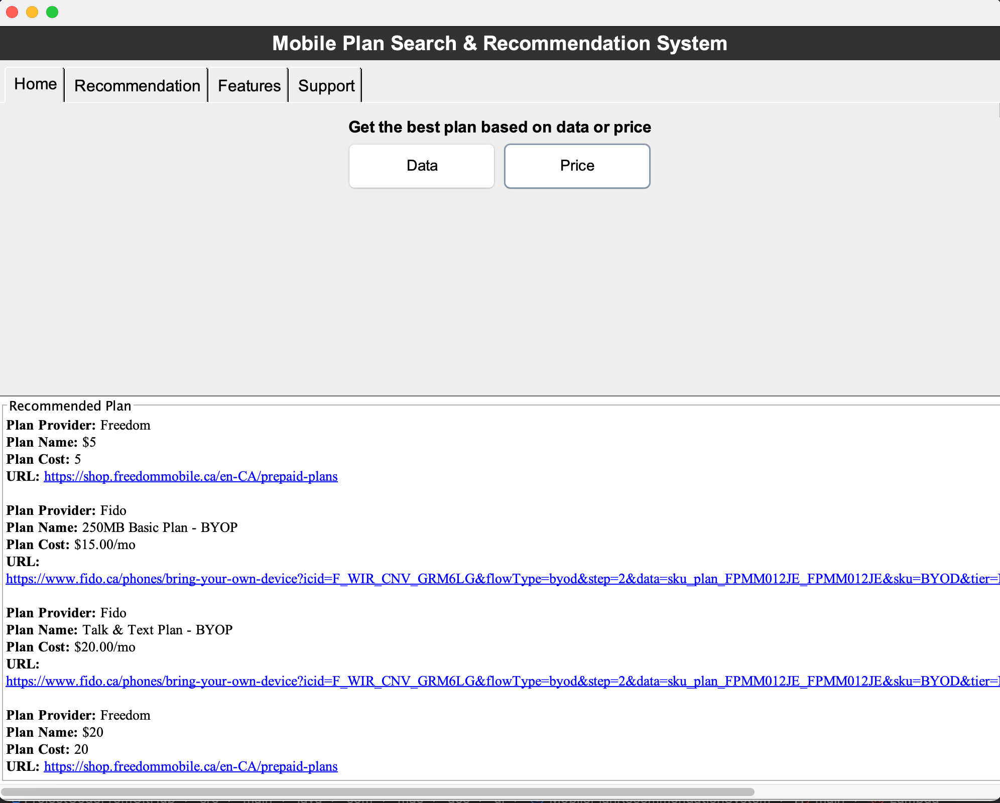 Mobile Plan Search & Recommendation System
Home
Recommendation
Features
Support
Get the best plan based on data or price
Data
Price
Recommended Plan
Plan Provider: Freedom
Plan Name: $5
Plan Cost: 5
URL: https://shop.freedommobile.ca/en-CA/prepaid-plans
Plan Provider: Fido
Plan Name: 250MB Basic Plan - BYOP
Plan Cost: $15.00/mo
URL:
https://www.fido.ca/phones/bring-your-own-device?icid=F_WIR_CNV_GRM6LG&flowType=byod&step=2&data=sku_plan_FPMM012JE_FPMM012JE&sku=BYOD&tier=
Plan Provider: Fido
Plan Name: Talk & Text Plan - BYOP
Plan Cost: $20.00/mo
URL:
https://www.fido.ca/phones/bring-your-own-device?icid=F_WIR_CNV_GRM6LG&flowType=byod&step=2&data=sku_plan_FPMM012JE_FPMM012JE&sku=BYOD&tier=
Plan Provider: Freedom
Plan Name: $20
Plan Cost: 20
URL: https://shop.freedommobile.ca/en-CA/prepaid-plans